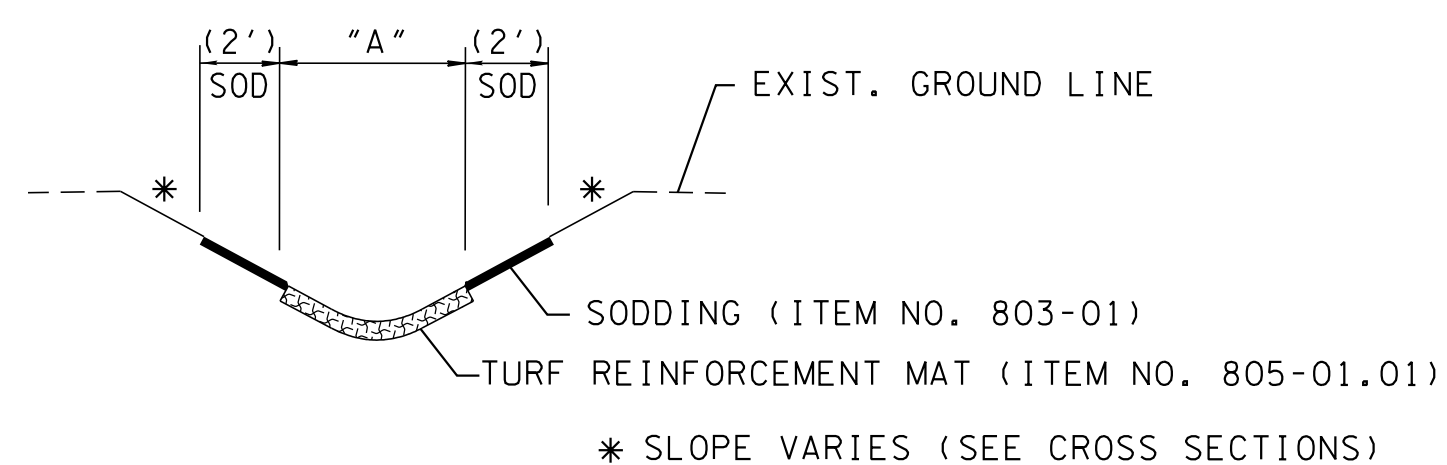 (2') "A" (2')
SOD SOD
EXIST. GROUND LINE
* *
SODDING (ITEM NO. 803-01)
TURF REINFORCEMENT MAT (ITEM NO. 805-01.01)
* SLOPE VARIES (SEE CROSS SECTIONS)